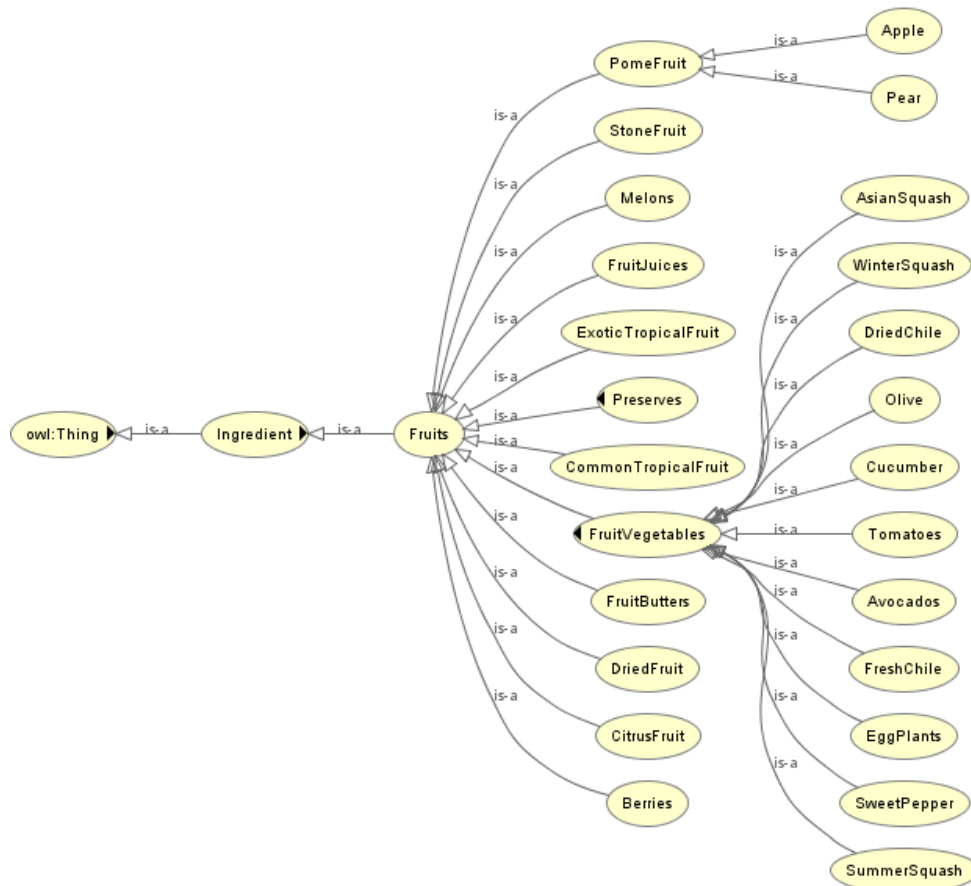 Apple
is-a
PomeFruit
is-a
Pear
is-a
StoneFruit
is-a
Melons
AsianSquash
is-a
is-a
FruitJuices
WinterSquash
is-a
is-a
ExoticTropicalFruit
DriedChile
is-a
is-a
Preserves
Olive
is-a
is-a
owl:Thing
is-a
Ingredient
is-a
Fruits
is-a
CommonTropicalFruit
Cucumber
is-a
is-a
FruitVegetables
is-a
Tomatoes
is-a
is-a
FruitButters
is-a
Avocados
is-a
is-a
DriedFruit
FreshChile
is-a
is-a
CitrusFruit
EggPlants
is-a
is-a
Berries
SweetPepper
SummerSquash